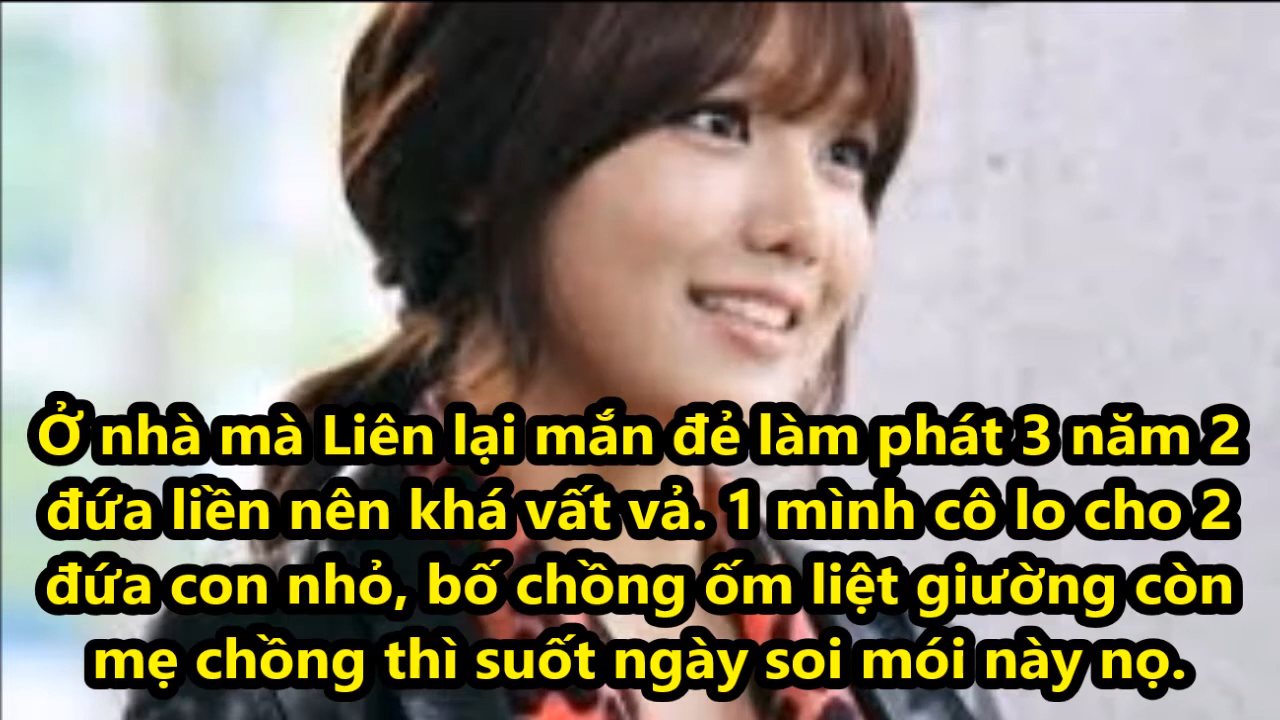 Ở nhà mà Liên lại mắn đẻ làm phát 3 năm 2
đứa liền nên khá vất vả. 1 mình cô lo cho 2
đứa con nhỏ, bố chồng ốm liệt giường còn
mẹ chồng thì suốt ngày soi mói này nọ.